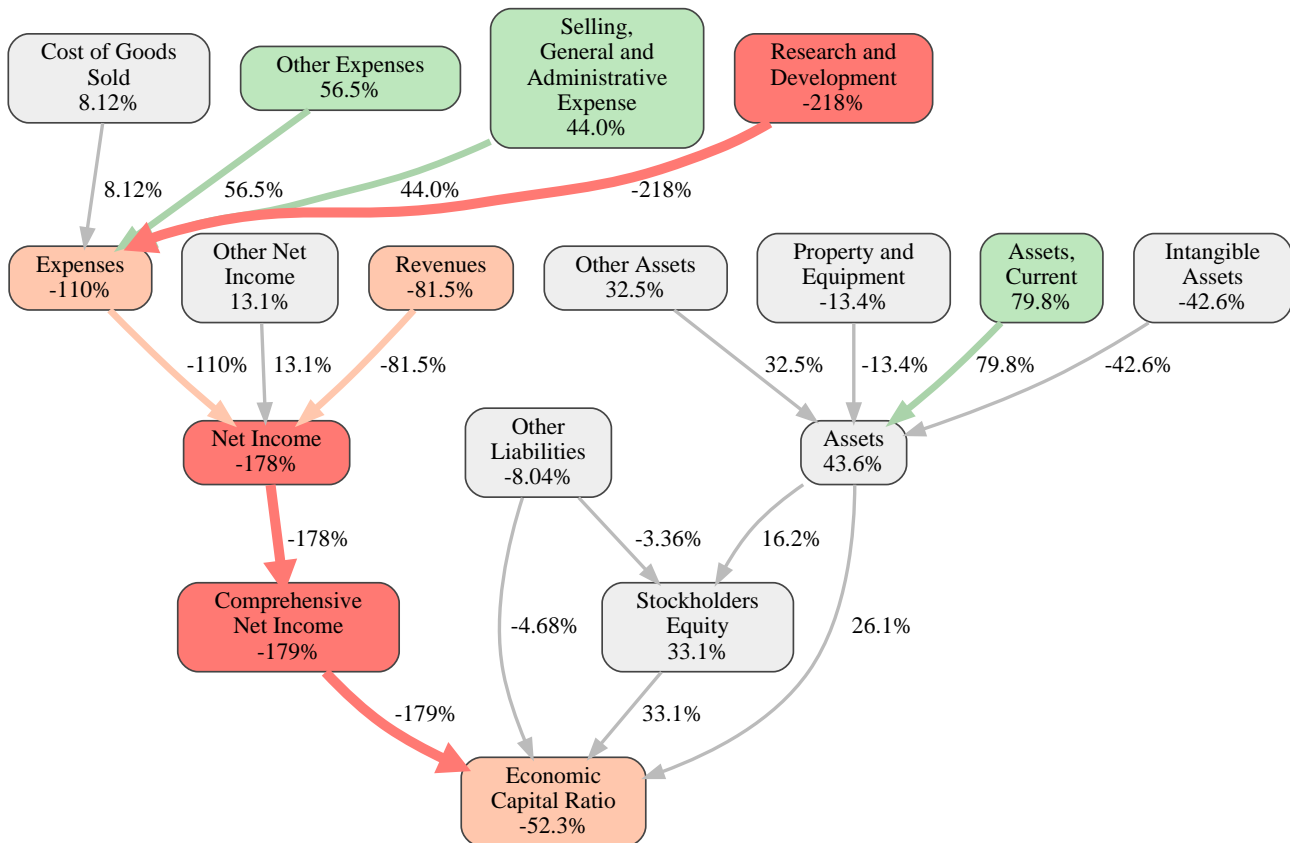 Cost of Goods
Sold
8.12%
Other Expenses
56.5%
Selling,
General and
Administrative
Expense
44.0%
Research and
Development
-218%
8.12%
56.5%
44.0%
-218%
Expenses
-110%
Other Net
Income
13.1%
Revenues
-81.5%
Other Assets
32.5%
Property and
Equipment
-13.4%
Assets,
Current
79.8%
Intangible
Assets
-42.6%
-110%
13.1%
-81.5%
32.5%
-13.4%
79.8%
-42.6%
Net Income
-178%
Other
Liabilities
-8.04%
Assets
43.6%
-178%
-3.36%
16.2%
Comprehensive
Net Income
-179%
-4.68%
Stockholders
Equity
33.1%
26.1%
-179%
33.1%
Economic
Capital Ratio
-52.3%